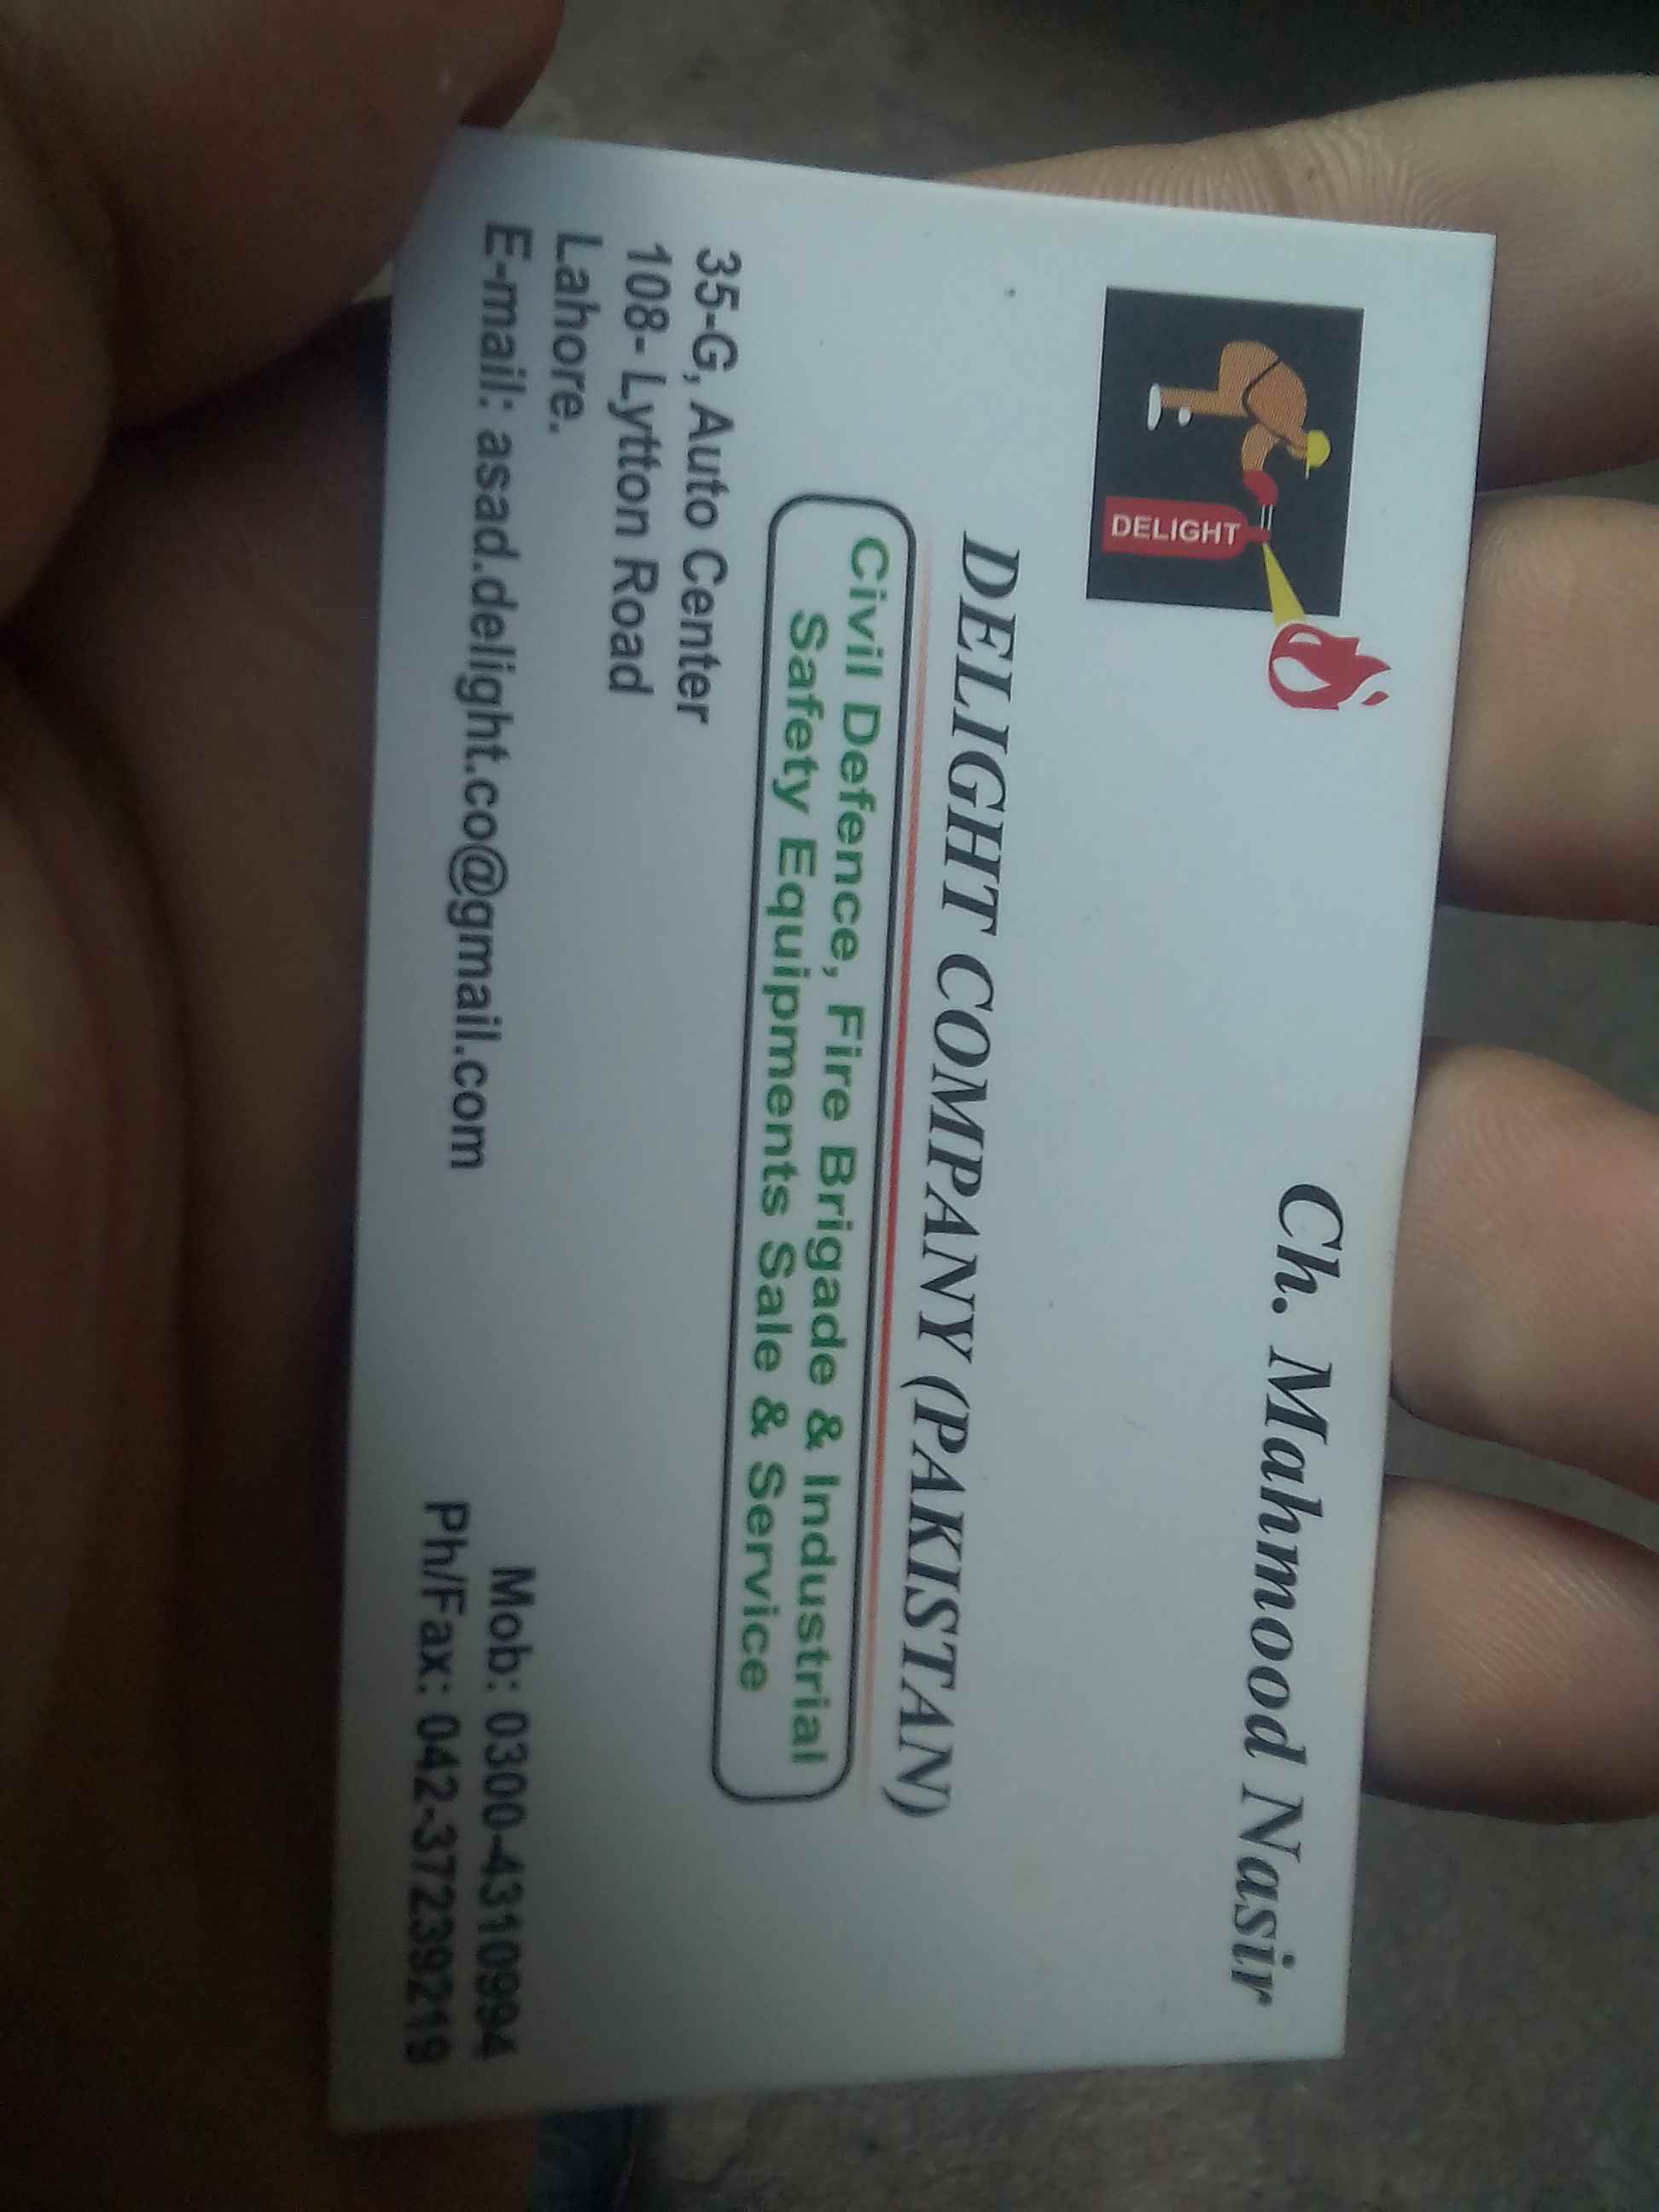 Ch. Mahmood Nasir
DELIGHT
DELIGHT COMPANY (PAKISTAN)
Civil Defence, Fire Brigade & Industrial
Safety Equipments Sale & Service
35-G, Auto Center
108- Lytton Road
Lahore.
E-mail: asad.delight.co@gmail.com
Mob: 0300-4310994
Ph/Fax: 042-37239219